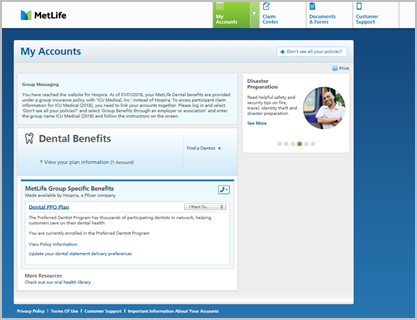 MetLife
My Accounts
Claim Center
Documents & Forms
Customer Support
My Accounts
+ Don't see all your policies?
Print
Group Messaging
You have reached the website for Hospira. As of 01/01/2018, your MetLife Dental benefits are provided
under a group insurance policy with 'ICU Medical, Inc.' instead of Hospira. To access participant claim
information for ICU Medical (2018), you need to link your accounts together. Please log in and select
'Don't see all your policies?' and select 'Group Benefits through an employer or association' and enter
the group name ICU Medical (2018) and follow the instructions on the screen.
Disaster
Preparation
Read helpful safety and
security tips on fire,
travel, identity theft and
disaster preparation.
See More
Dental Benefits
View your plan information (1 Account)
Find a Dentist
MetLife Group Specific Benefits
Made available by Hospira, a Pfizer company
Dental PPO Plan
I Want To...
The Preferred Dentist Program has thousands of participating dentists in network, helping
customers save on their dental health.
You are currently enrolled in the Preferred Dentist Program
View Policy Information
Update your dental statement delivery preferences
More Resources
Check out our oral health library
Privacy Policy | Terms Of Use | Customer Support | Important Information About Your Accounts